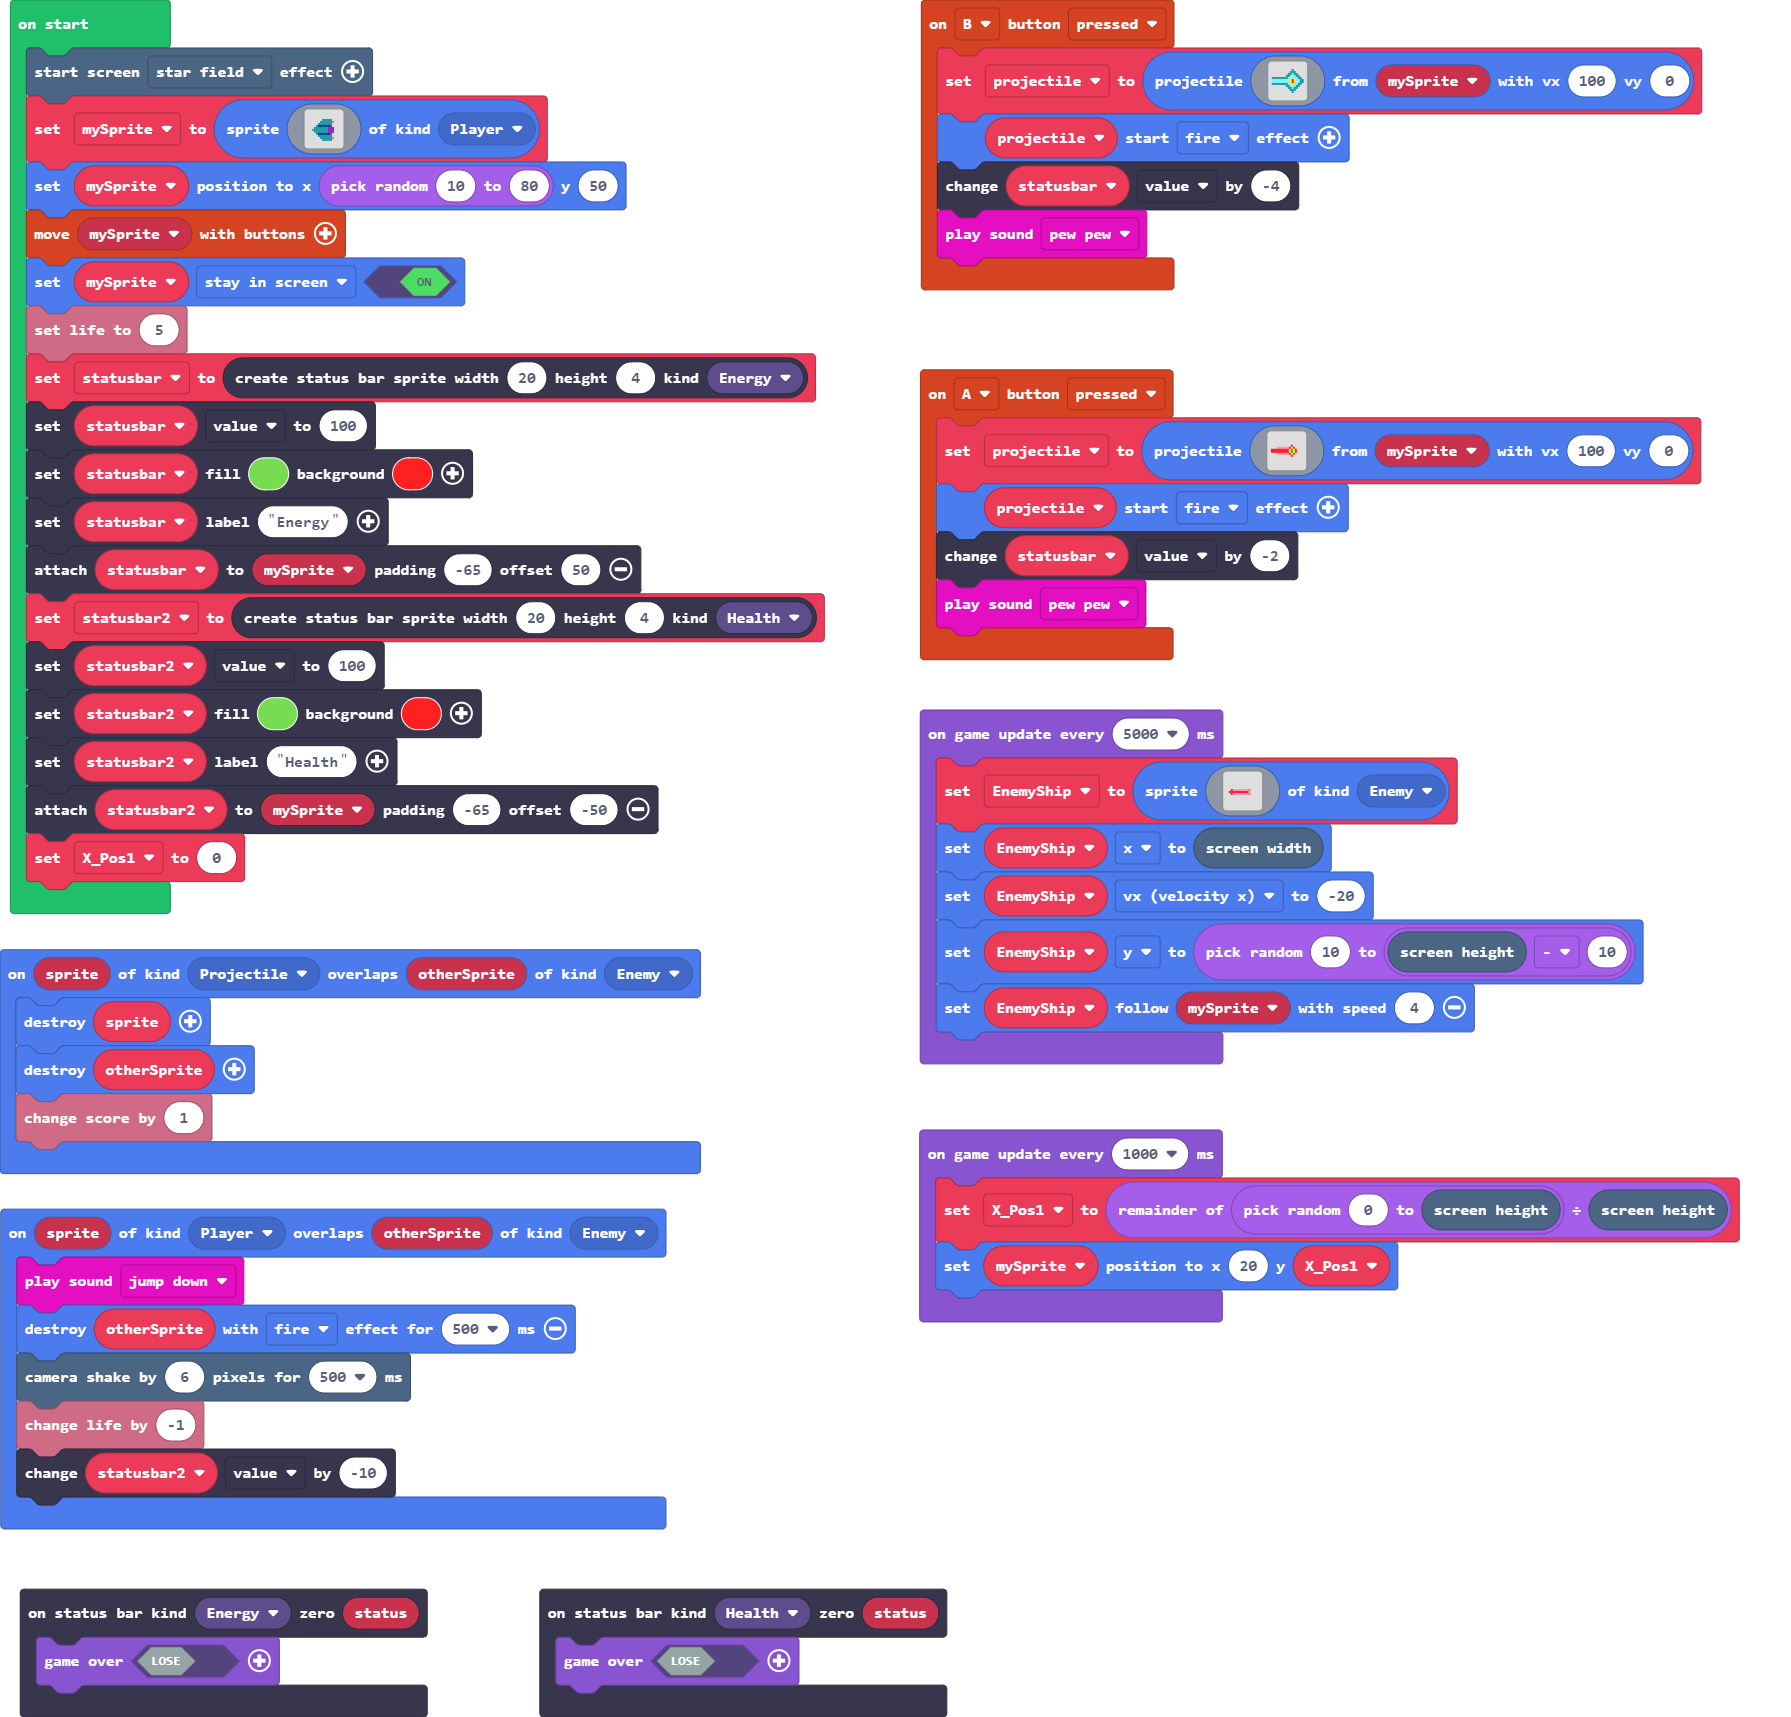 on start
start screen star field effect
set mySprite to sprite of kind Player
set mySprite position to x pick random 10 to 80 y 50
move mySprite with buttons
set mySprite stay in screen ON
set life to 5
set statusbar to create status bar sprite width 20 height 4 kind Energy
set statusbar value to 100
set statusbar fill background
set statusbar label "Energy"
attach statusbar to mySprite padding -65 offset 50
set statusbar2 to create status bar sprite width 20 height 4 kind Health
set statusbar2 value to 100
set statusbar2 fill background
set statusbar2 label "Health"
attach statusbar2 to mySprite padding -65 offset -50
set X_Pos1 to 0
on sprite of kind Projectile overlaps otherSprite of kind Enemy
destroy sprite
destroy otherSprite
change score by 1
on sprite of kind Player overlaps otherSprite of kind Enemy
play sound jump down
destroy otherSprite with fire effect for 500 ms
camera shake by 6 pixels for 500 ms
change life by -1
change statusbar2 value by -10
on status bar kind Energy zero status
game over LOSE
on status bar kind Health zero status
game over LOSE
on B button pressed
set projectile to projectile from mySprite with vx 100 vy 0
projectile start fire effect
change statusbar value by -4
play sound pew pew
on A button pressed
set projectile to projectile from mySprite with vx 100 vy 0
projectile start fire effect
change statusbar value by -2
play sound pew pew
on game update every 5000 ms
set EnemyShip to sprite of kind Enemy
set EnemyShip x to screen width
set EnemyShip vx (velocity x) to -20
set EnemyShip y to pick random 10 to screen height - 10
set EnemyShip follow mySprite with speed 4
on game update every 1000 ms
set X_Pos1 to remainder of pick random 0 to screen height ÷ screen height
set mySprite position to x 20 y X_Pos1